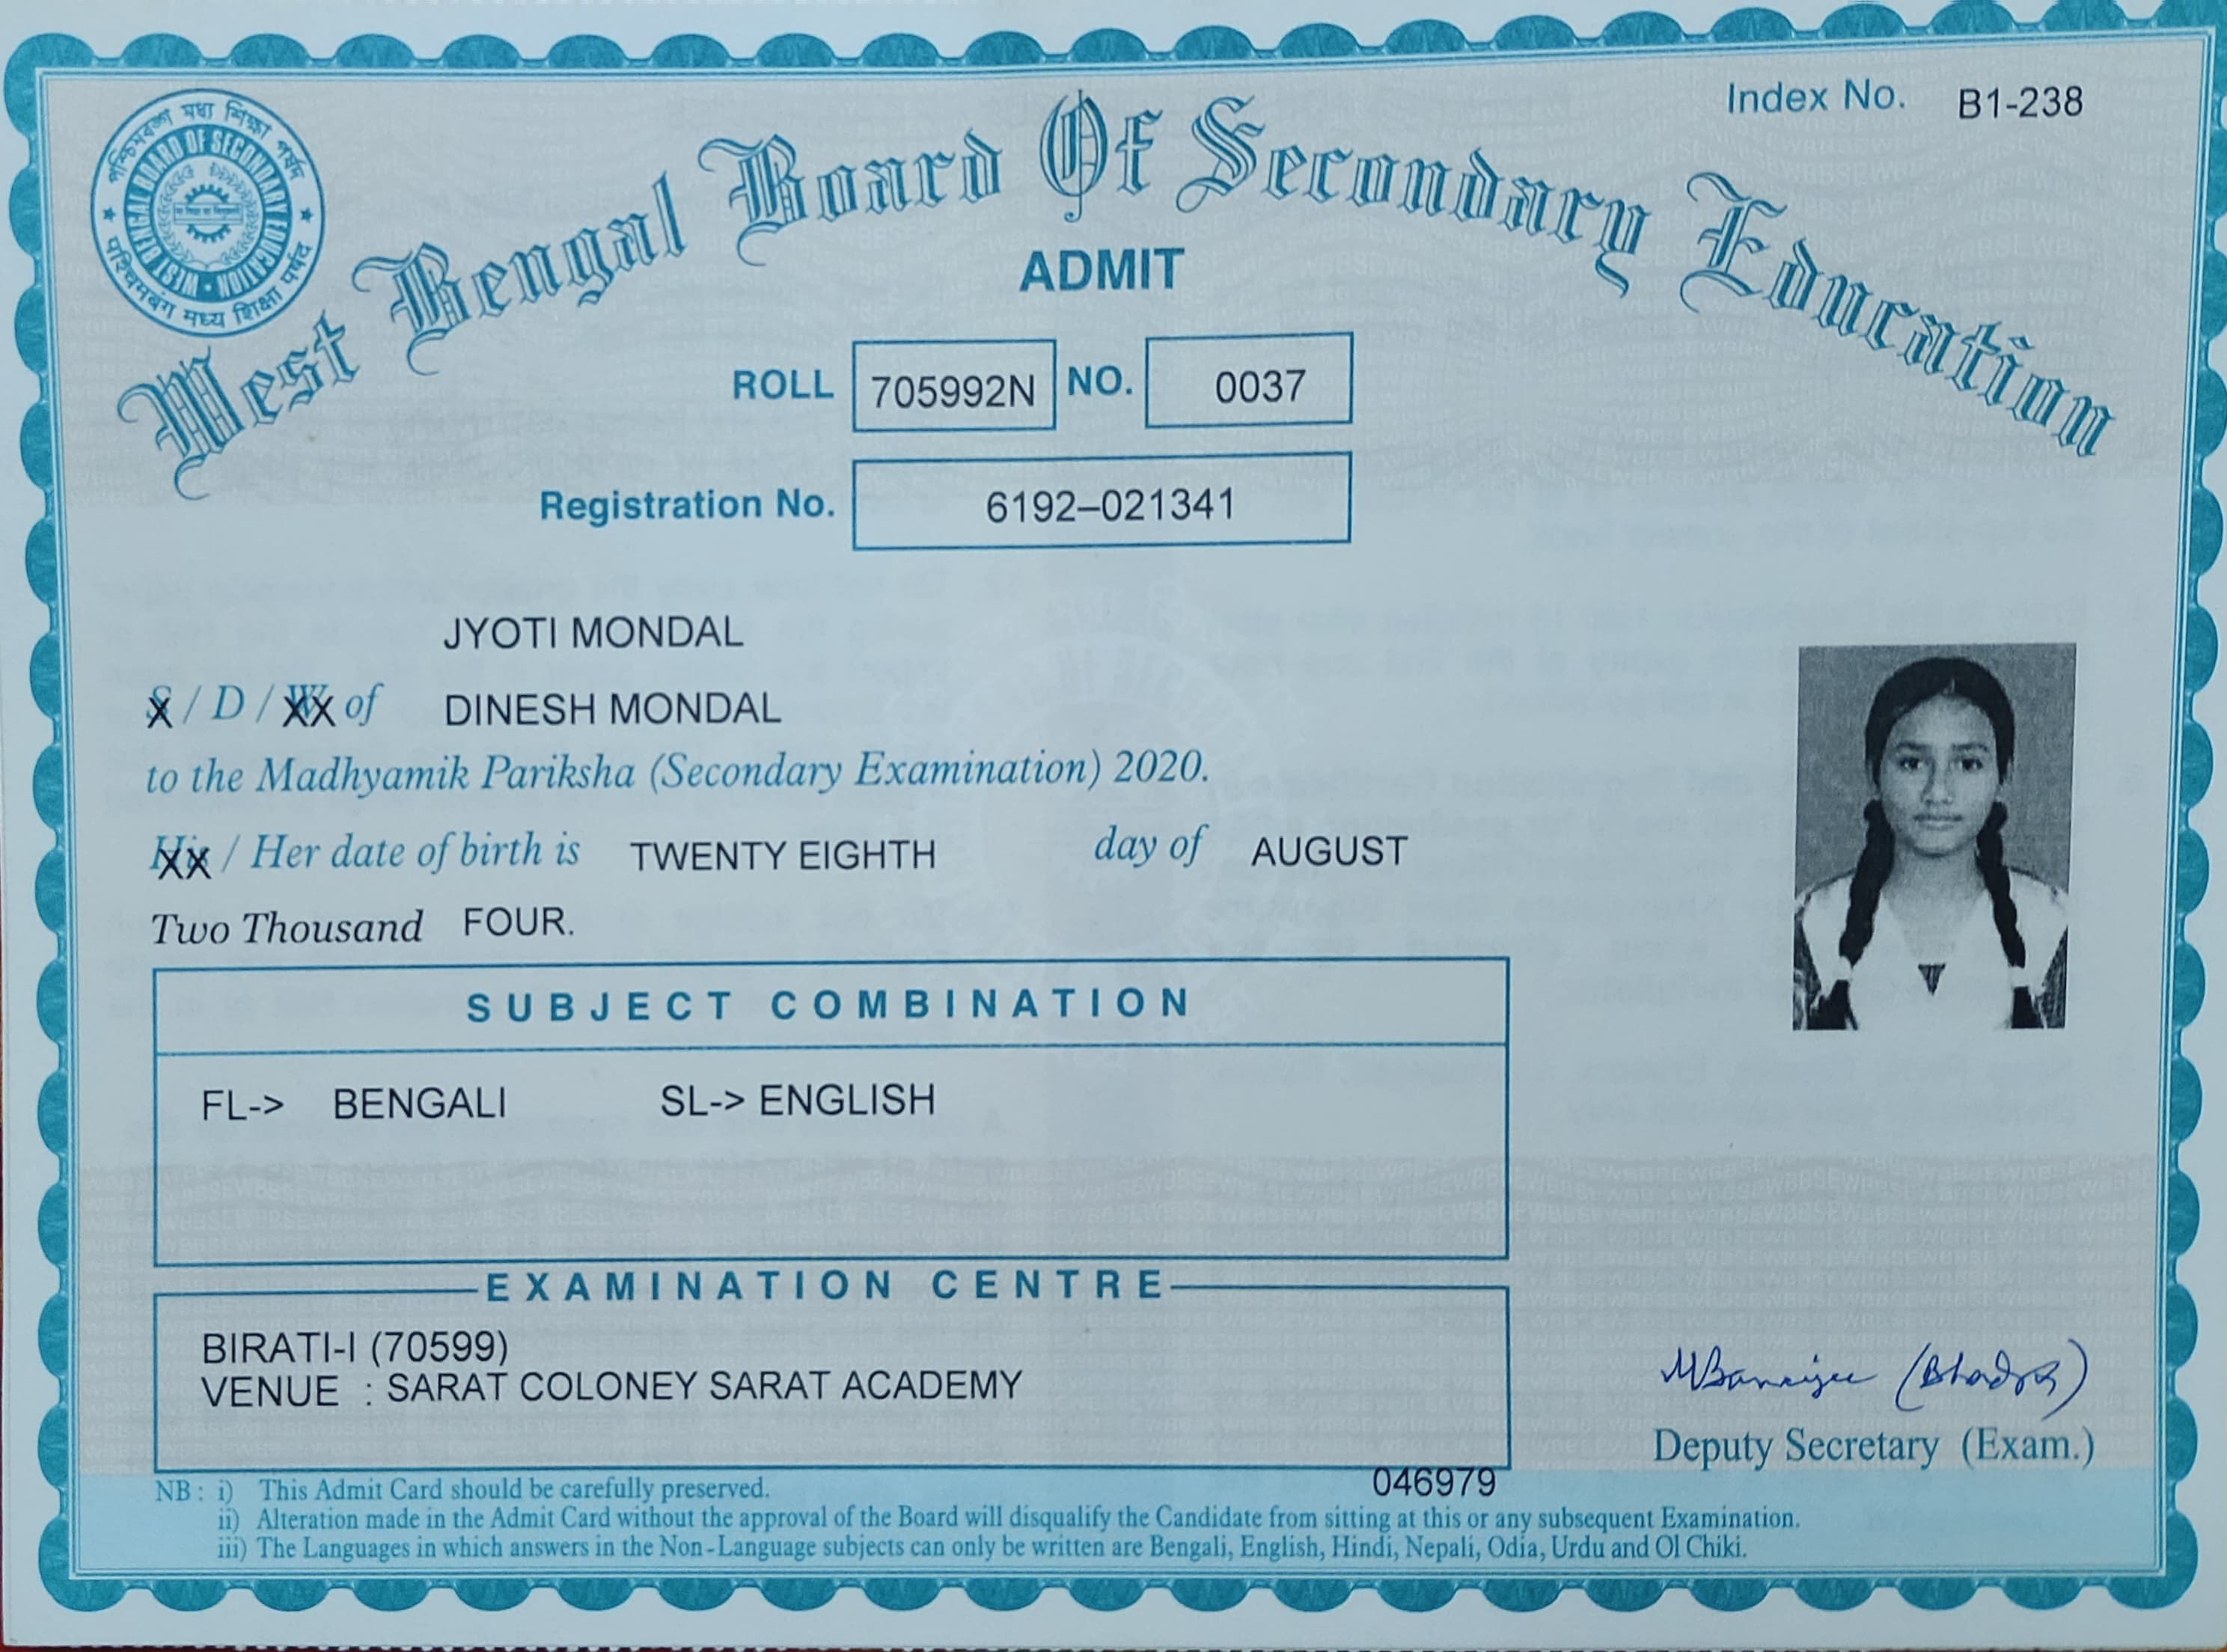 Index No. B1-238
পশ্চিমবঙ্গ মধ্য শিক্ষা পর্ষদ
WEST BENGAL BOARD OF SECONDARY EDUCATION
पश्चिमबंग मध्य शिक्षा पर्षद
West Bengal Board Of Secondary Education
ADMIT
ROLL 705992N NO. 0037
Registration No. 6192–021341
JYOTI MONDAL
S / D / W of DINESH MONDAL
to the Madhyamik Pariksha (Secondary Examination) 2020.
His / Her date of birth is TWENTY EIGHTH day of AUGUST
Two Thousand FOUR.
SUBJECT COMBINATION
FL-> BENGALI SL-> ENGLISH
EXAMINATION CENTRE
BIRATI-I (70599)
VENUE : SARAT COLONEY SARAT ACADEMY
MBanerjee (Bhadra)
Deputy Secretary (Exam.)
046979
NB : i) This Admit Card should be carefully preserved.
ii) Alteration made in the Admit Card without the approval of the Board will disqualify the Candidate from sitting at this or any subsequent Examination.
iii) The Languages in which answers in the Non-Language subjects can only be written are Bengali, English, Hindi, Nepali, Odia, Urdu and Ol Chiki.